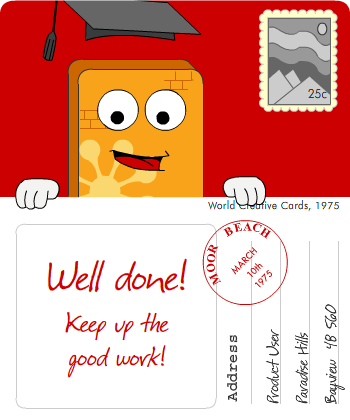 25c
World Creative Cards, 1975
MOOR BEACH
MARCH
10th
1975
Well done!
Keep up the
good work!
Address
Product User
Paradise Hills
Bayview 4B 560